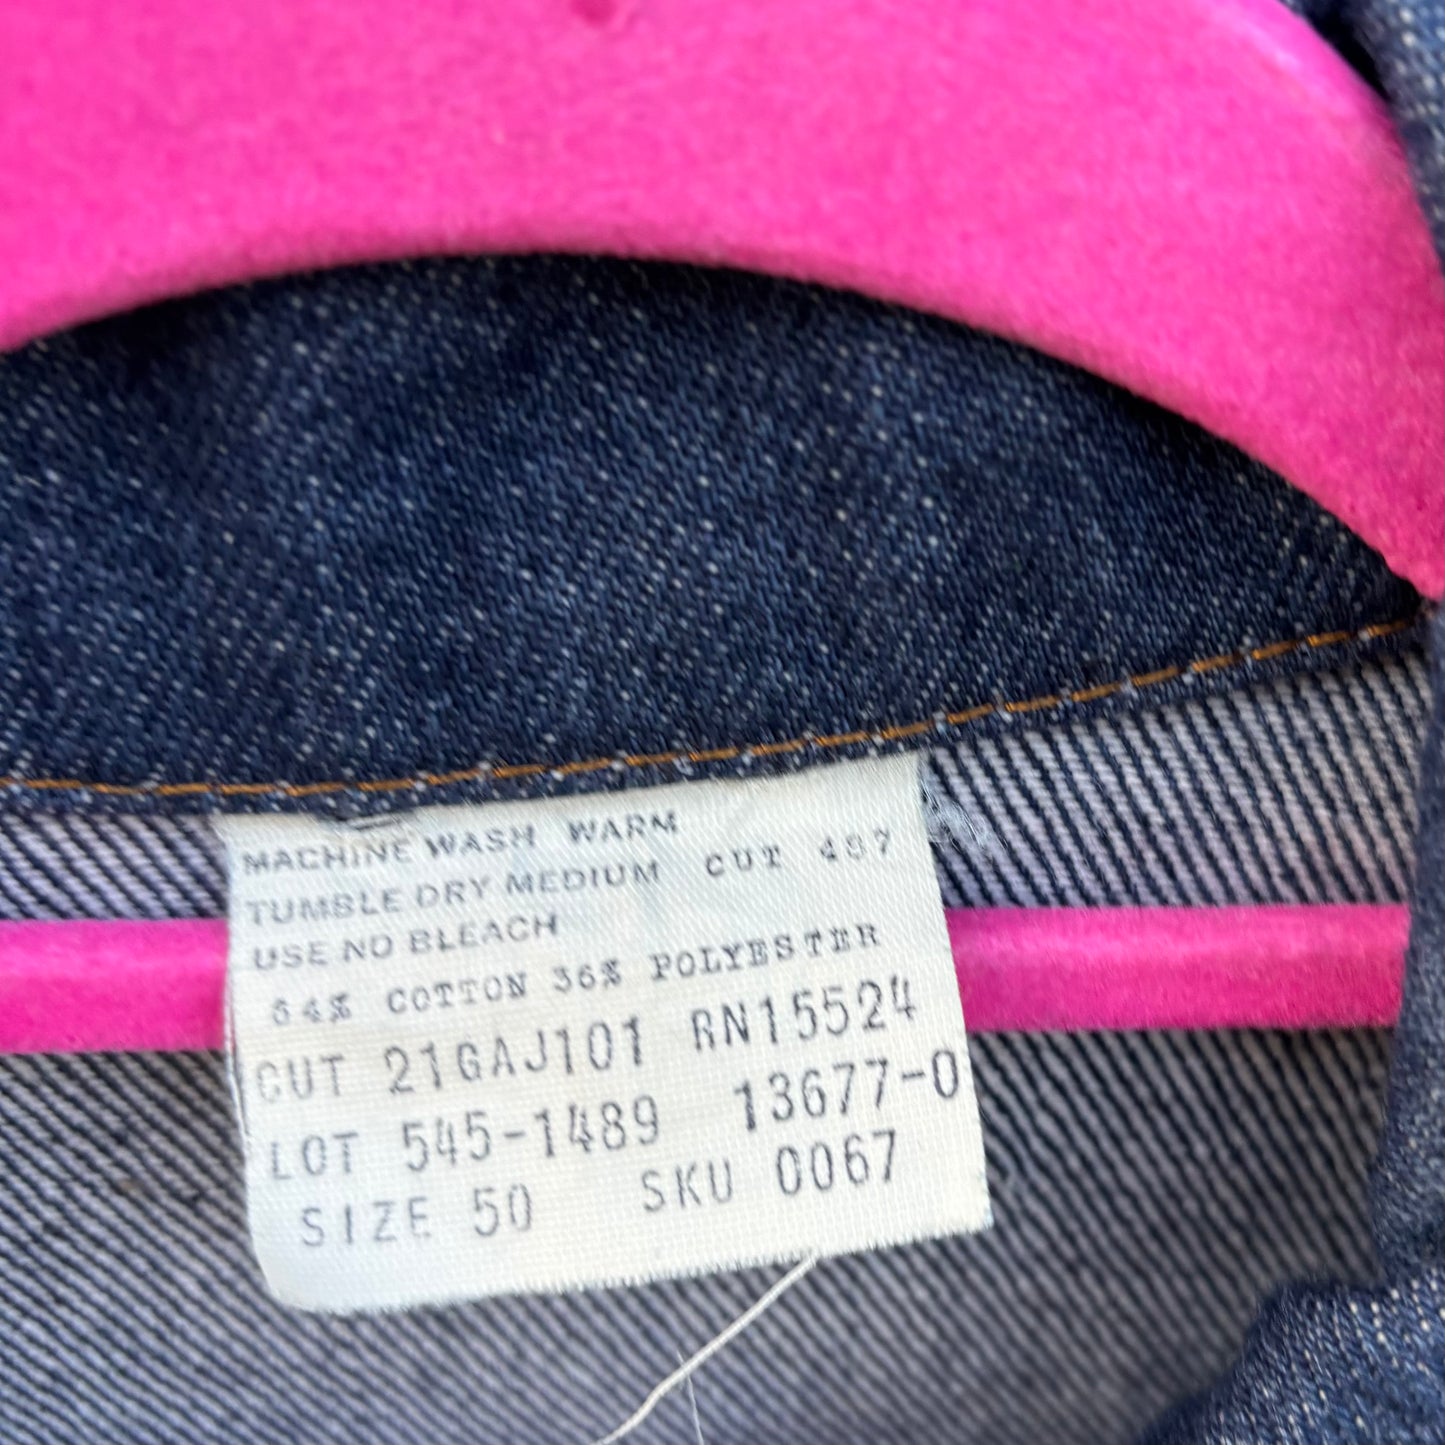 MACHINE WASH WARM
TUMBLE DRY MEDIUM CUT 487
USE NO BLEACH
64% COTTON 36% POLYESTER
CUT 216AJ101 RN15524
LOT 545-1489 13677-0
SIZE 50 SKU 0067